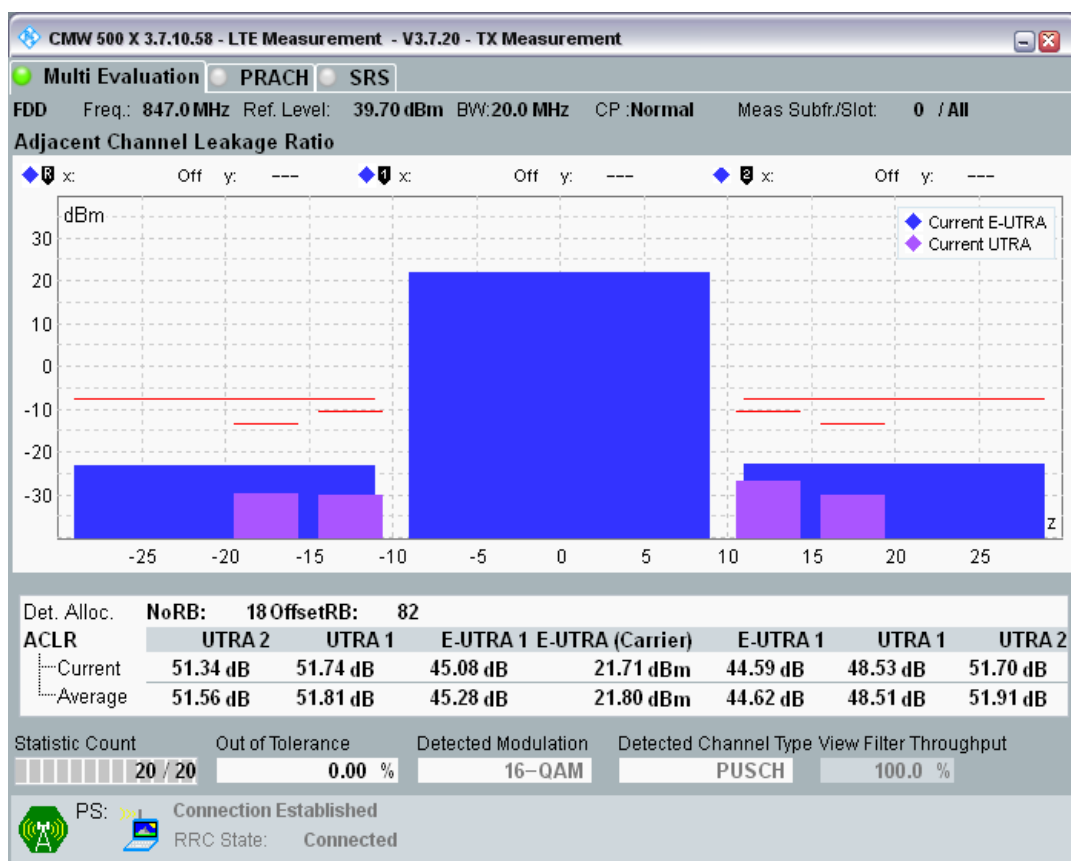 CMW 500 X 3.7.10.58 - LTE Measurement - V3.7.20 - TX Measurement
Multi Evaluation PRACH SRS
FDD Freq.: 847.0 MHz Ref. Level: 39.70 dBm BW:20.0 MHz CP :Normal Meas Subfr./Slot: 0 / All
Adjacent Channel Leakage Ratio
R x: Off y: --- 1 x: Off y: --- 2 x: Off y: ---
dBm
Current E-UTRA
Current UTRA
30
20
10
0
-10
-20
-30
z
-25 -20 -15 -10 -5 0 5 10 15 20 25
Det. Alloc. NoRB: 18 OffsetRB: 82
ACLR UTRA 2 UTRA 1 E-UTRA 1 E-UTRA (Carrier) E-UTRA 1 UTRA 1 UTRA 2
Current 51.34 dB 51.74 dB 45.08 dB 21.71 dBm 44.59 dB 48.53 dB 51.70 dB
Average 51.56 dB 51.81 dB 45.28 dB 21.80 dBm 44.62 dB 48.51 dB 51.91 dB
Statistic Count Out of Tolerance Detected Modulation Detected Channel Type View Filter Throughput
20 / 20 0.00 % 16-QAM PUSCH 100.0 %
PS: Connection Established
RRC State: Connected